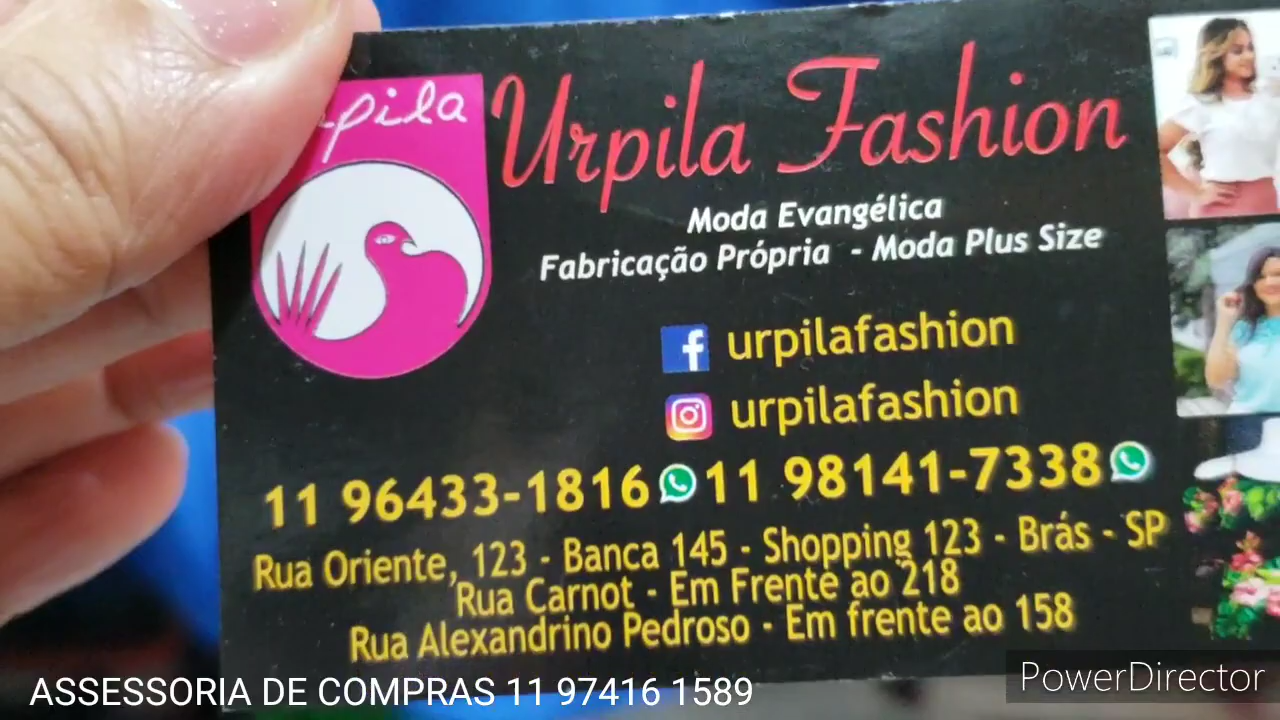 pila
Urpila Fashion
Moda Evangélica
Fabricação Própria - Moda Plus Size
urpilafashion
urpilafashion
11 96433-1816 11 98141-7338
Rua Oriente, 123 - Banca 145 - Shopping 123 - Brás - SP
Rua Carnot - Em Frente ao 218
Rua Alexandrino Pedroso - Em frente ao 158
ASSESSORIA DE COMPRAS 11 97416 1589
PowerDirector